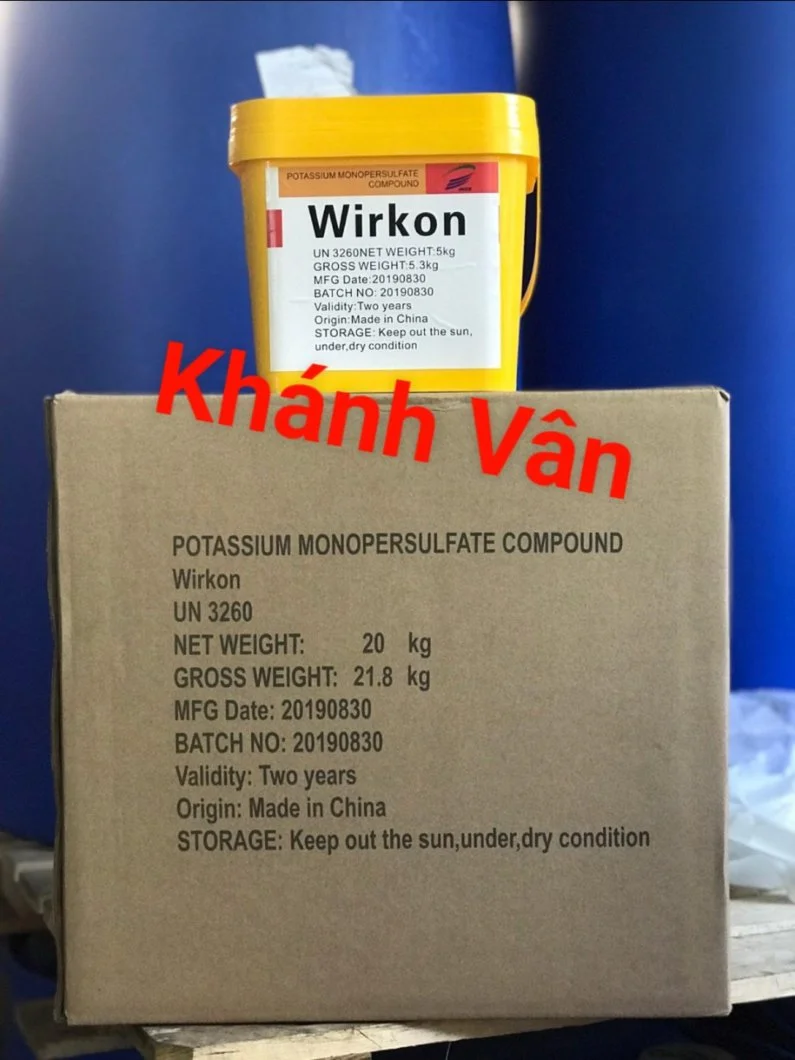 POTASSIUM MONOPERSULFATE
COMPOUND
Wirkon
UN 3260NET WEIGHT:5kg
GROSS WEIGHT:5.3kg
MFG Date:20190830
BATCH NO: 20190830
Validity:Two years
Origin:Made in China
STORAGE: Keep out the sun,
under,dry condition
Khánh Vân
POTASSIUM MONOPERSULFATE COMPOUND
Wirkon
UN 3260
NET WEIGHT: 20 kg
GROSS WEIGHT: 21.8 kg
MFG Date: 20190830
BATCH NO: 20190830
Validity: Two years
Origin: Made in China
STORAGE: Keep out the sun,under,dry condition